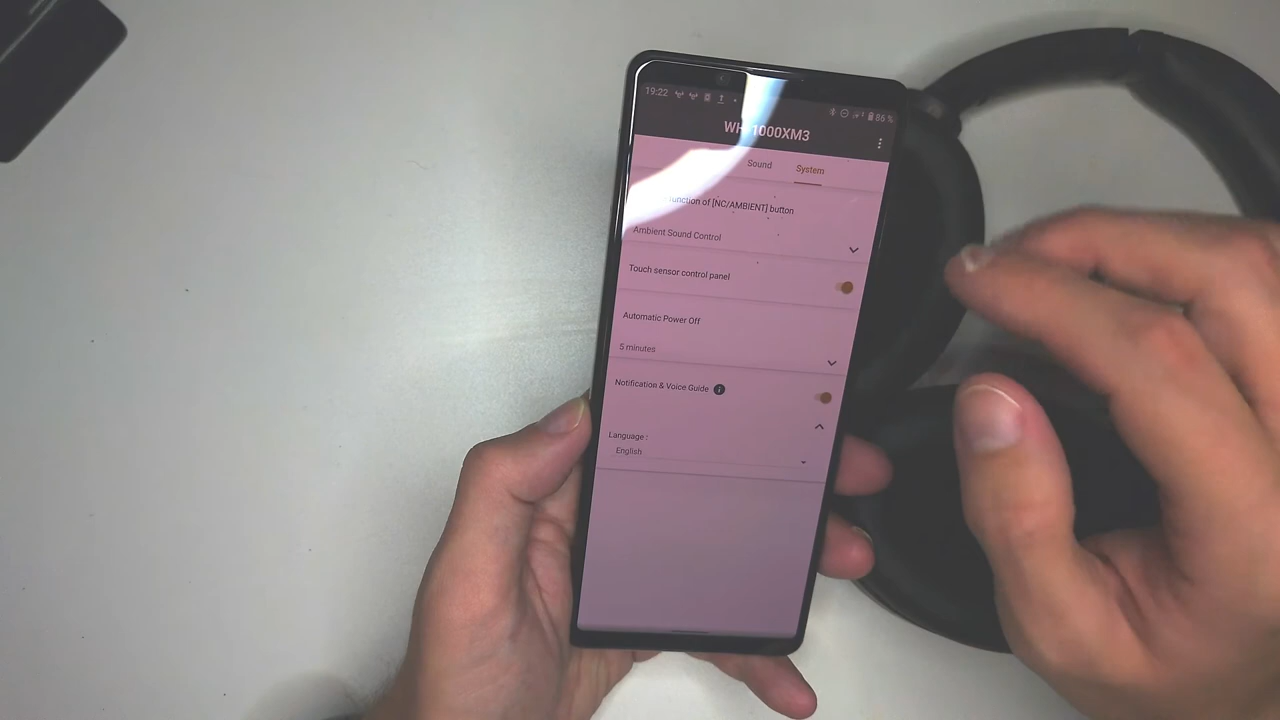 19:22
86 %
WH-1000XM3
Sound
System
function of [NC/AMBIENT] button
Ambient Sound Control
Touch sensor control panel
Automatic Power Off
5 minutes
Notification & Voice Guide
Language :
English